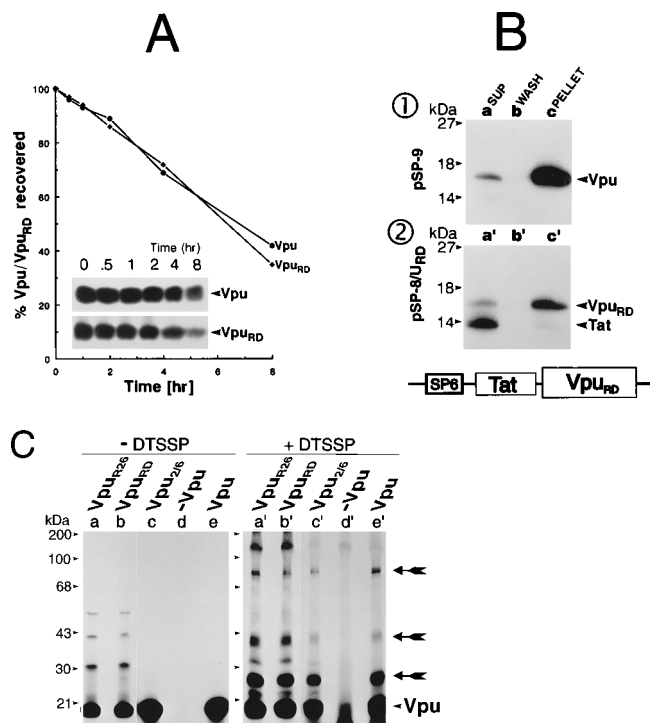 A
B
100
80
60
40
20
0
% Vpu/VpuRD recovered
Time (hr)
0 .5 1 2 4 8
Vpu
VpuRD
Vpu
VpuRD
0 2 4 6 8
Time [hr]
1
kDa
a SUP b WASH c PELLET
27
18
14
pSP-9
Vpu
2
kDa a' b' c'
27
18
14
pSP-8/URD
VpuRD
Tat
SP6 Tat VpuRD
C
- DTSSP + DTSSP
VpuR26 VpuRD Vpu2/6 -Vpu Vpu VpuR26 VpuRD Vpu2/6 -Vpu Vpu
kDa a b c d e a' b' c' d' e'
200
100
68
43
30
21
Vpu